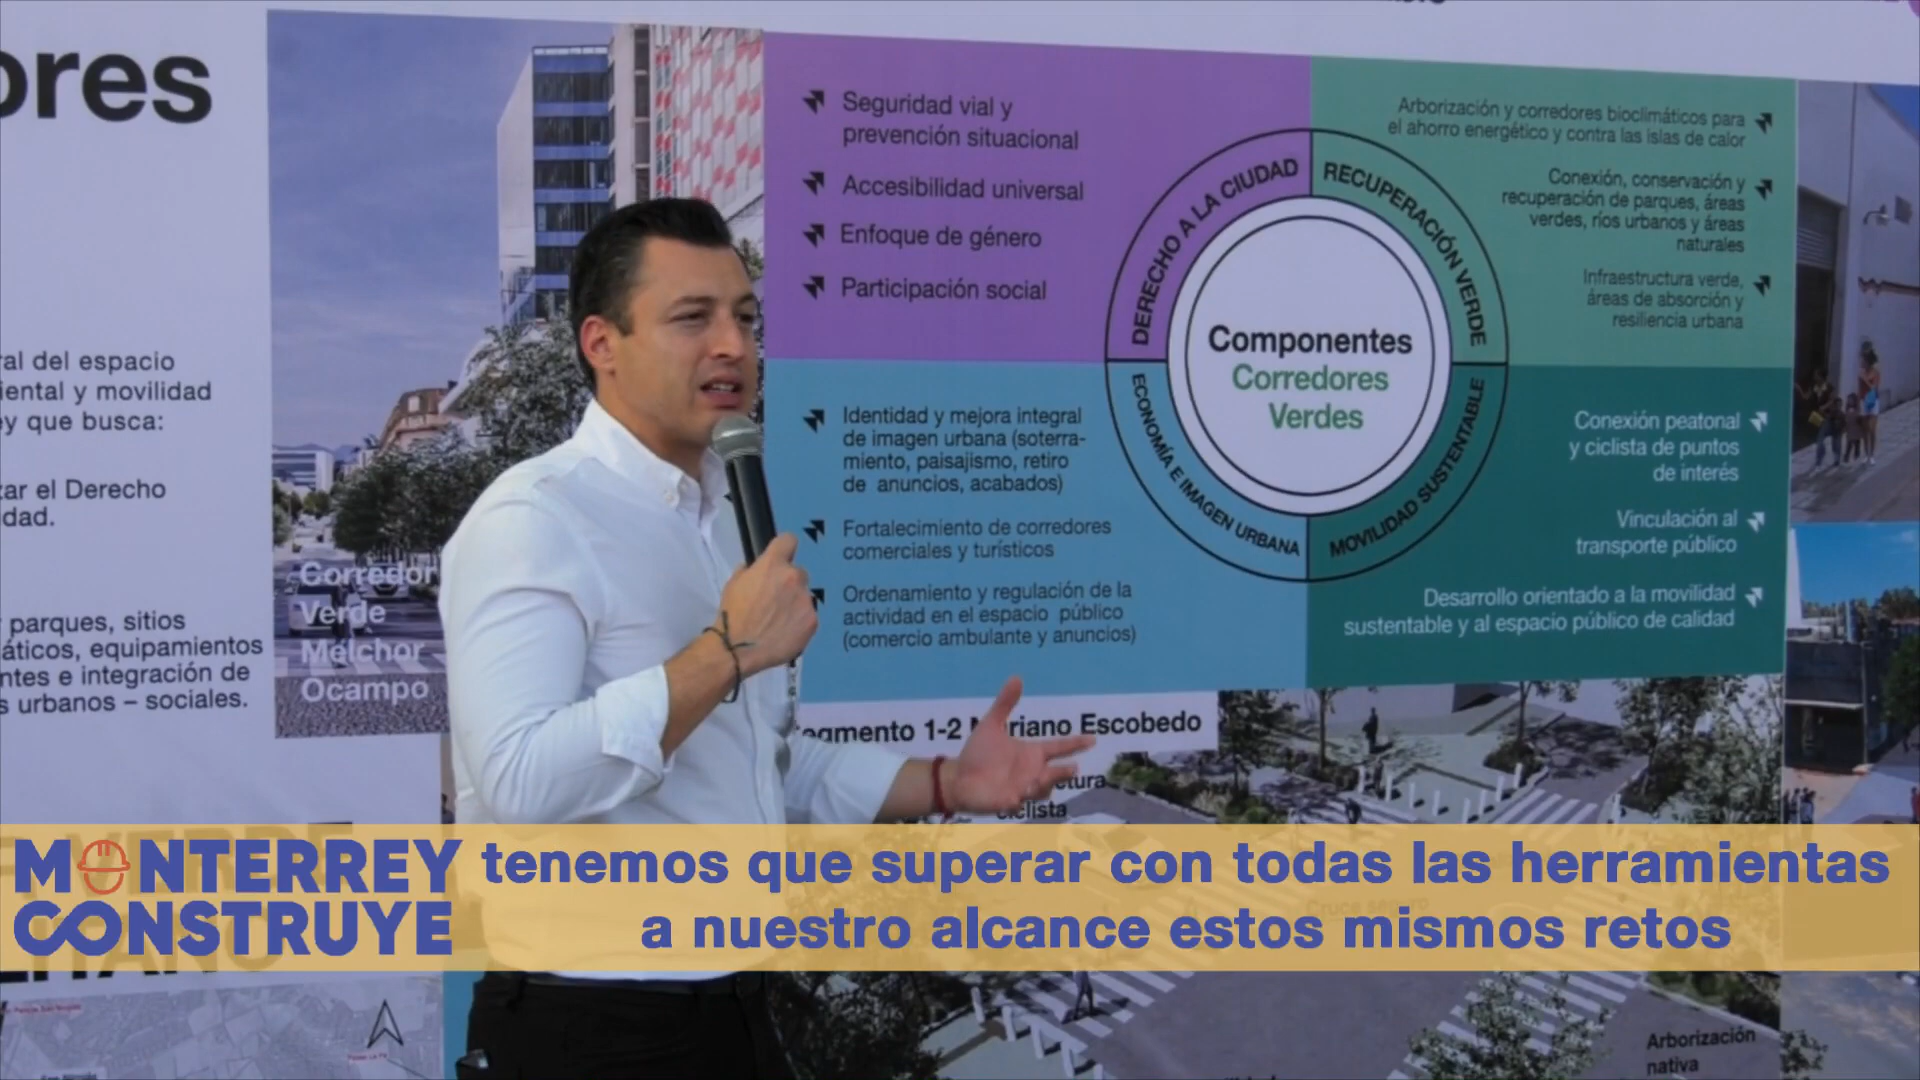 ores
ral del espacio
iental y movilidad
ey que busca:
zar el Derecho
dad.
parques, sitios
áticos, equipamientos
ntes e integración de
s urbanos – sociales.
Corredor
Verde
Melchor
Ocampo
Seguridad vial y
prevención situacional
Accesibilidad universal
Enfoque de género
Participación social
Arborización y corredores bioclimáticos para
el ahorro energético y contra las islas de calor
Conexión, conservación y
recuperación de parques, áreas
verdes, ríos urbanos y áreas
naturales
Infraestructura verde,
áreas de absorción y
resiliencia urbana
DERECHO A LA CIUDAD
RECUPERACIÓN VERDE
ECONOMÍA E IMAGEN URBANA
MOVILIDAD SUSTENTABLE
Componentes
Corredores
Verdes
Identidad y mejora integral
de imagen urbana (soterra-
miento, paisajismo, retiro
de anuncios, acabados)
Fortalecimiento de corredores
comerciales y turísticos
Ordenamiento y regulación de la
actividad en el espacio público
(comercio ambulante y anuncios)
Conexión peatonal
y ciclista de puntos
de interés
Vinculación al
transporte público
Desarrollo orientado a la movilidad
sustentable y al espacio público de calidad
egmento 1-2 M riano Escobedo
ctura
clista
MONTERREY
CONSTRUYE
tenemos que superar con todas las herramientas
a nuestro alcance estos mismos retos
Arborización
nativa